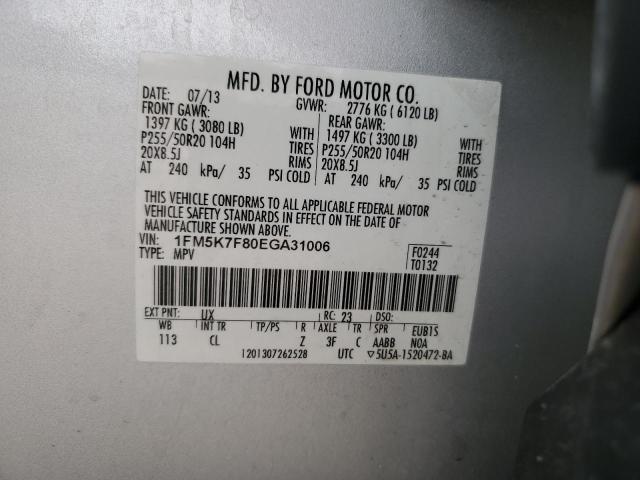 MFD. BY FORD MOTOR CO.
DATE: 07/13 GVWR: 2776 KG ( 6120 LB)
FRONT GAWR: REAR GAWR:
1397 KG ( 3080 LB) WITH 1497 KG ( 3300 LB) WITH
P255/50R20 104H TIRES P255/50R20 104H TIRES
20X8.5J RIMS 20X8.5J RIMS
AT 240 kPa/ 35 PSI COLD AT 240 kPa/ 35 PSI COLD
THIS VEHICLE CONFORMS TO ALL APPLICABLE FEDERAL MOTOR
VEHICLE SAFETY STANDARDS IN EFFECT ON THE DATE OF
MANUFACTURE SHOWN ABOVE.
VIN: 1FM5K7F80EGA31006 F0244
TYPE: MPV T0132
EXT PNT: UX RC: 23 DSO:
WB INT TR TP/PS R AXLE TR SPR EUB15
113 CL Z 3F C AABB NOA
1201307262528 UTC ▽5U5A-1520472-BA